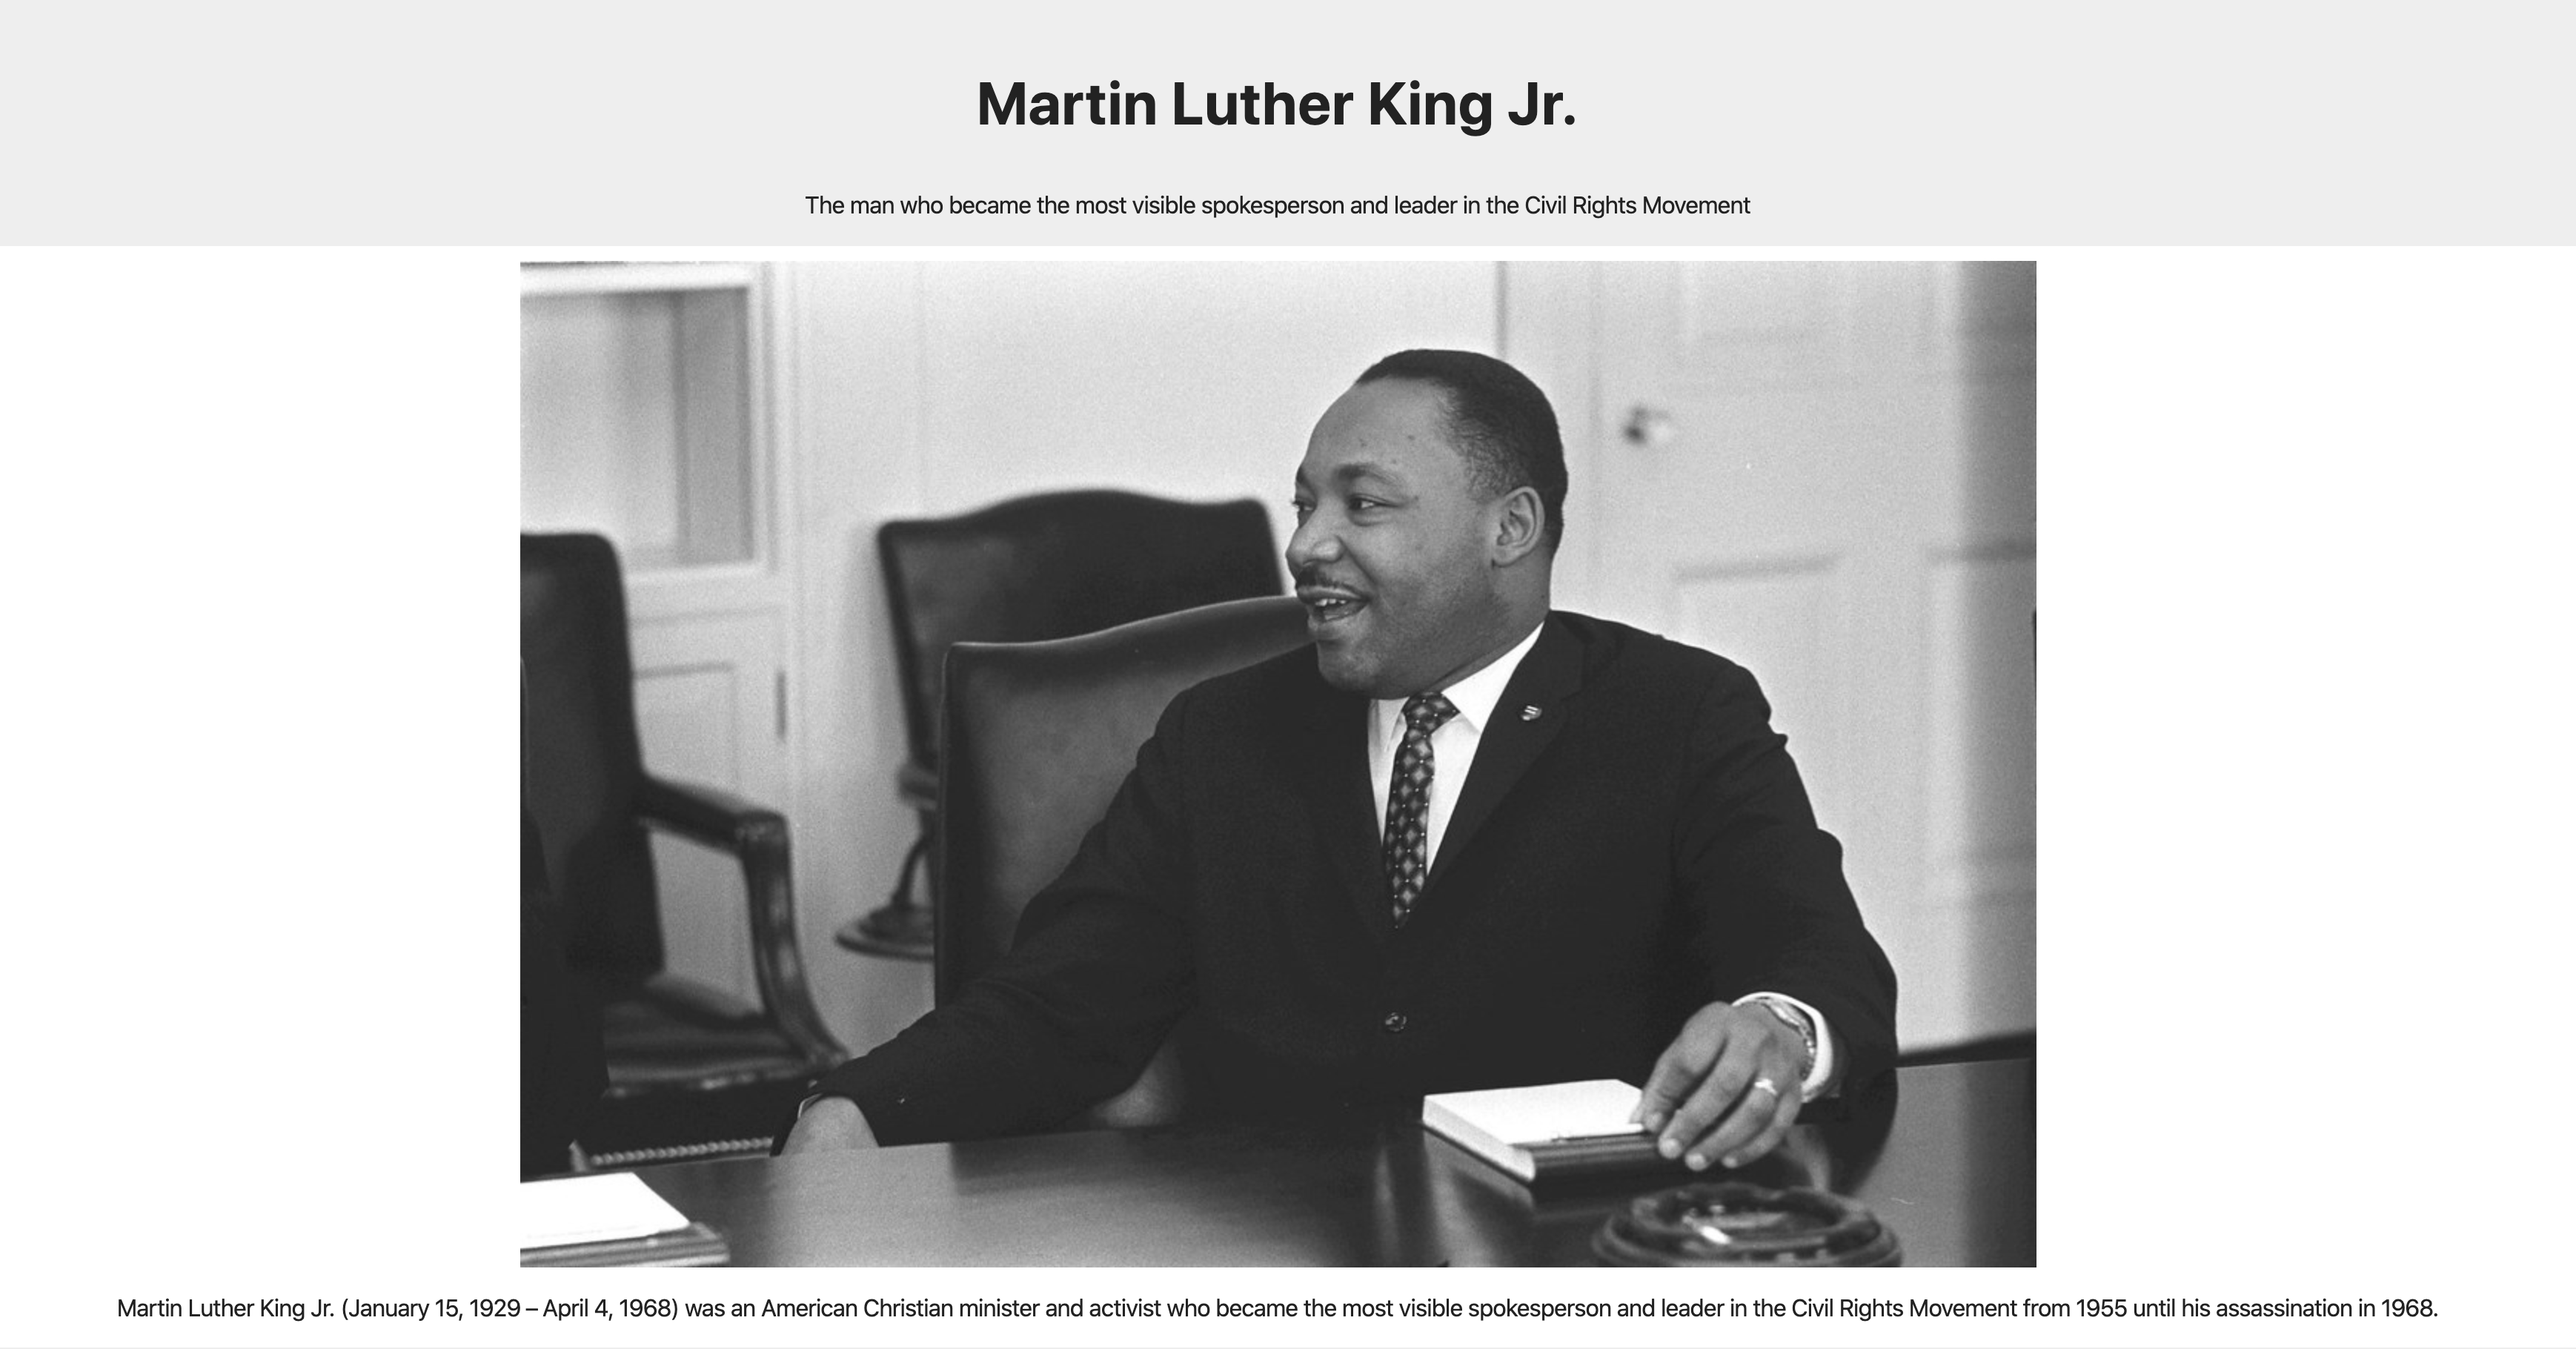 Martin Luther King Jr.
The man who became the most visible spokesperson and leader in the Civil Rights Movement
Martin Luther King Jr. (January 15, 1929 – April 4, 1968) was an American Christian minister and activist who became the most visible spokesperson and leader in the Civil Rights Movement from 1955 until his assassination in 1968.